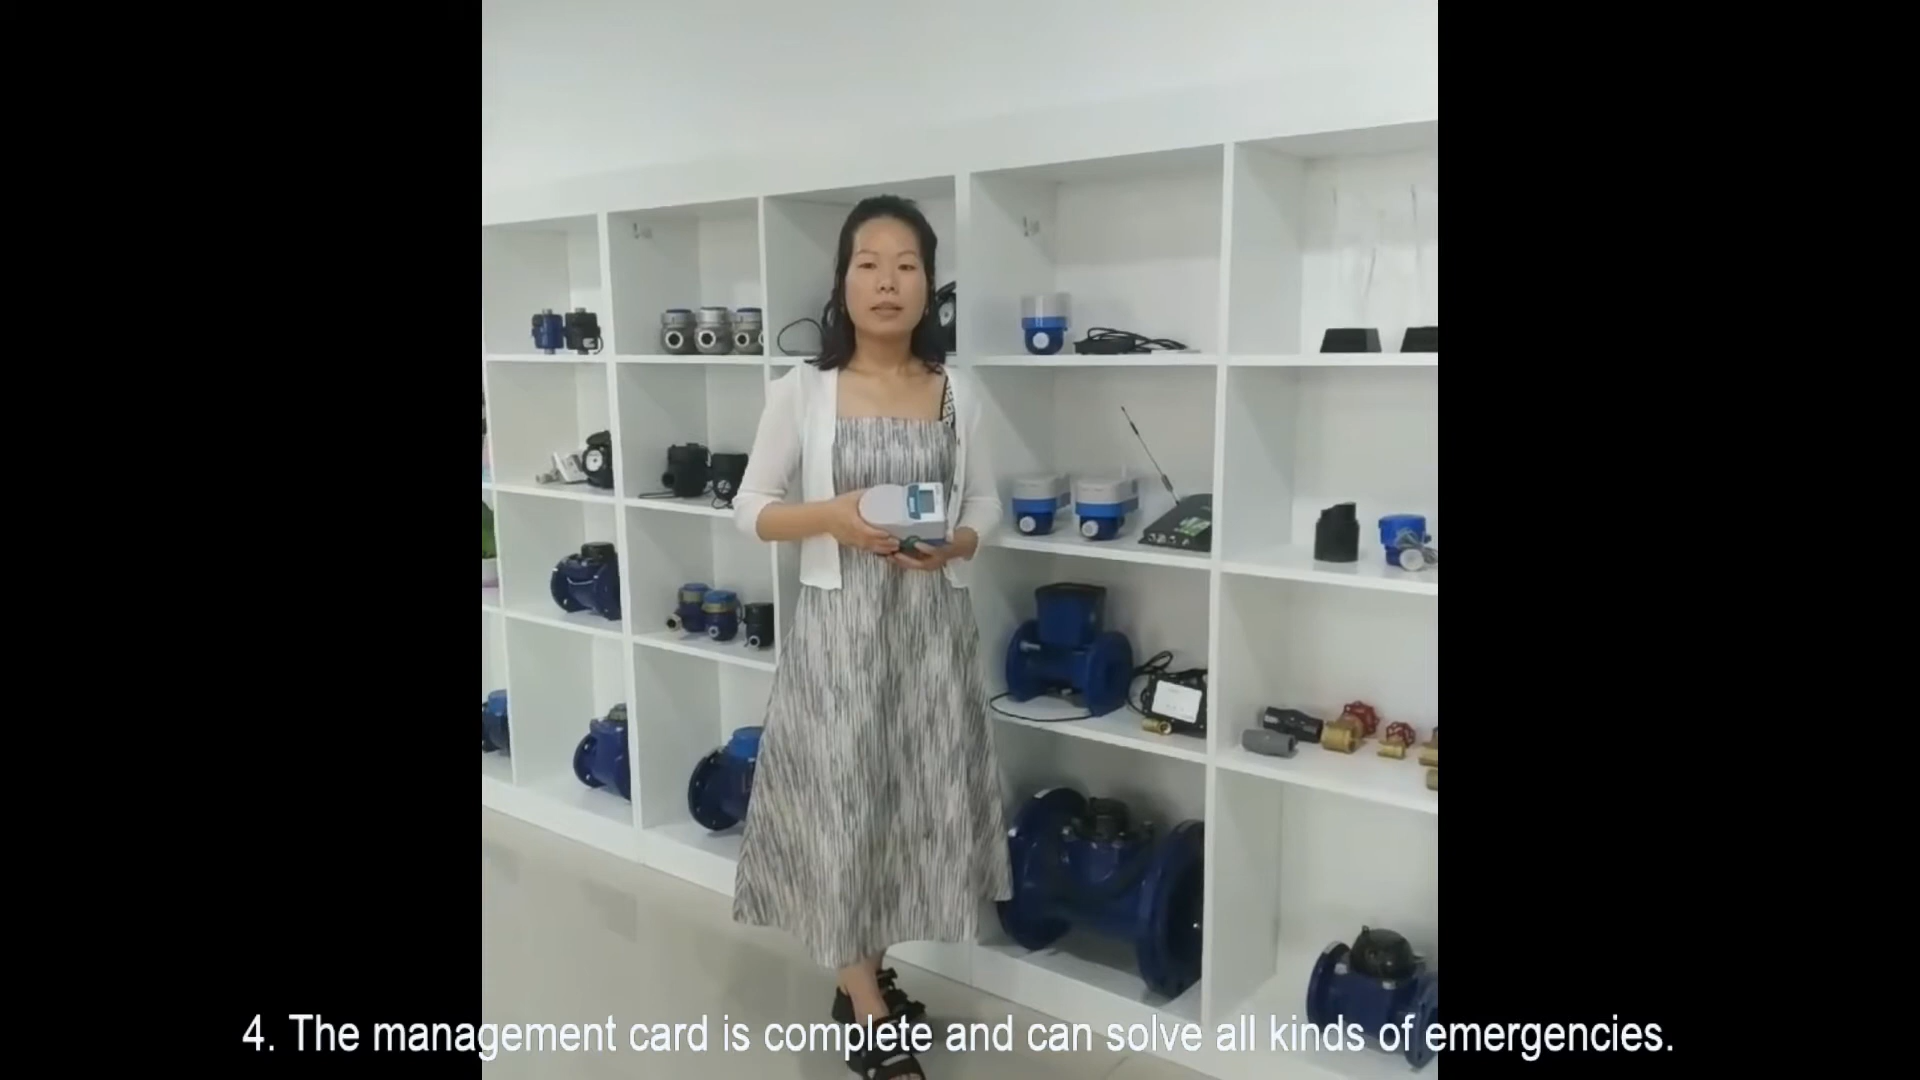 4. The management card is complete and can solve all kinds of emergencies.